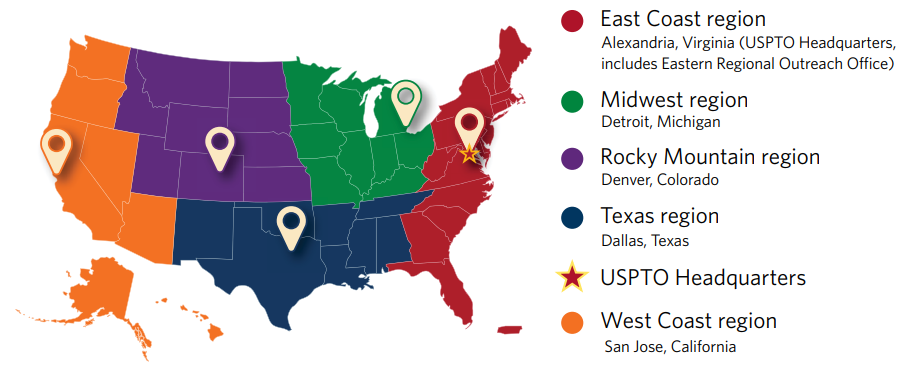 East Coast region
Alexandria, Virginia (USPTO Headquarters,
includes Eastern Regional Outreach Office)
Midwest region
Detroit, Michigan
Rocky Mountain region
Denver, Colorado
Texas region
Dallas, Texas
USPTO Headquarters
West Coast region
San Jose, California